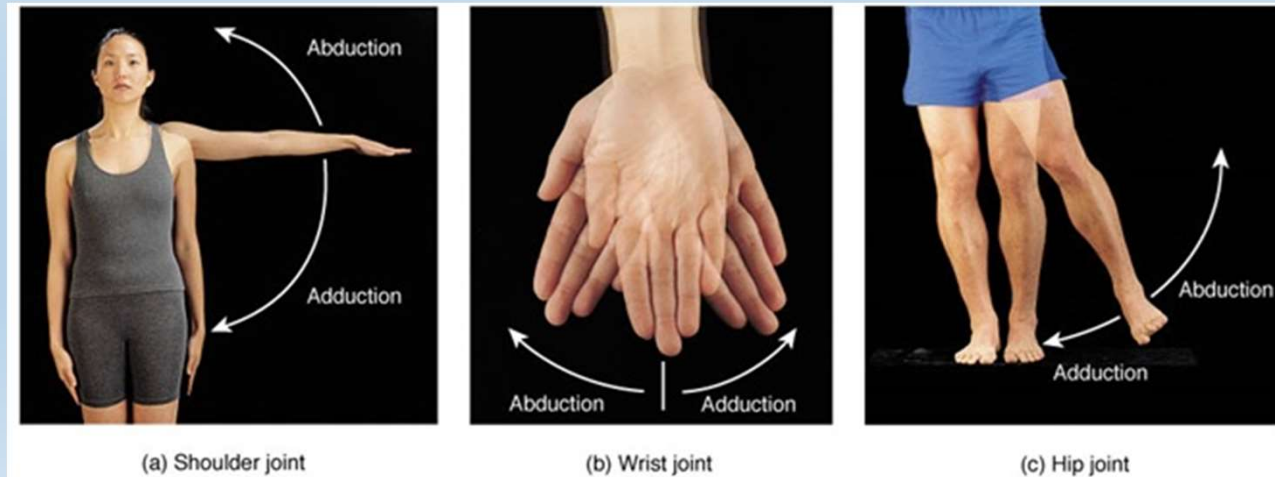 Abduction
Adduction
(a) Shoulder joint
Abduction
Adduction
(b) Wrist joint
Abduction
Adduction
(c) Hip joint